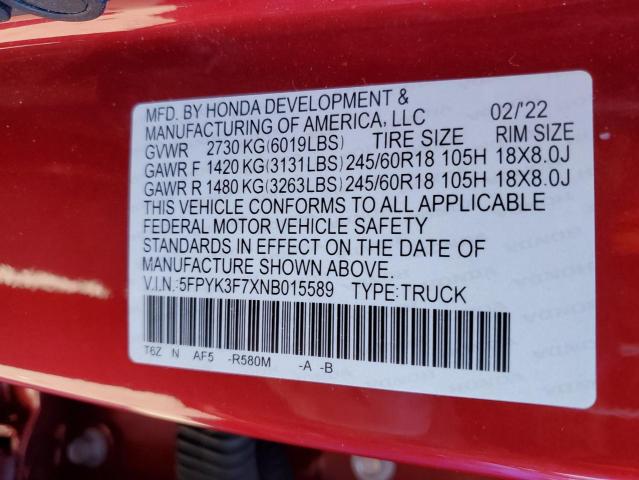 MFD. BY HONDA DEVELOPMENT &
MANUFACTURING OF AMERICA, LLC 02/'22
GVWR 2730 KG(6019LBS) TIRE SIZE RIM SIZE
GAWR F 1420 KG(3131LBS) 245/60R18 105H 18X8.0J
GAWR R 1480 KG(3263LBS) 245/60R18 105H 18X8.0J
THIS VEHICLE CONFORMS TO ALL APPLICABLE
FEDERAL MOTOR VEHICLE SAFETY
STANDARDS IN EFFECT ON THE DATE OF
MANUFACTURE SHOWN ABOVE.
V.I.N.:5FPYK3F7XNB015589 TYPE:TRUCK
T6Z N AF5 -R580M -A -B